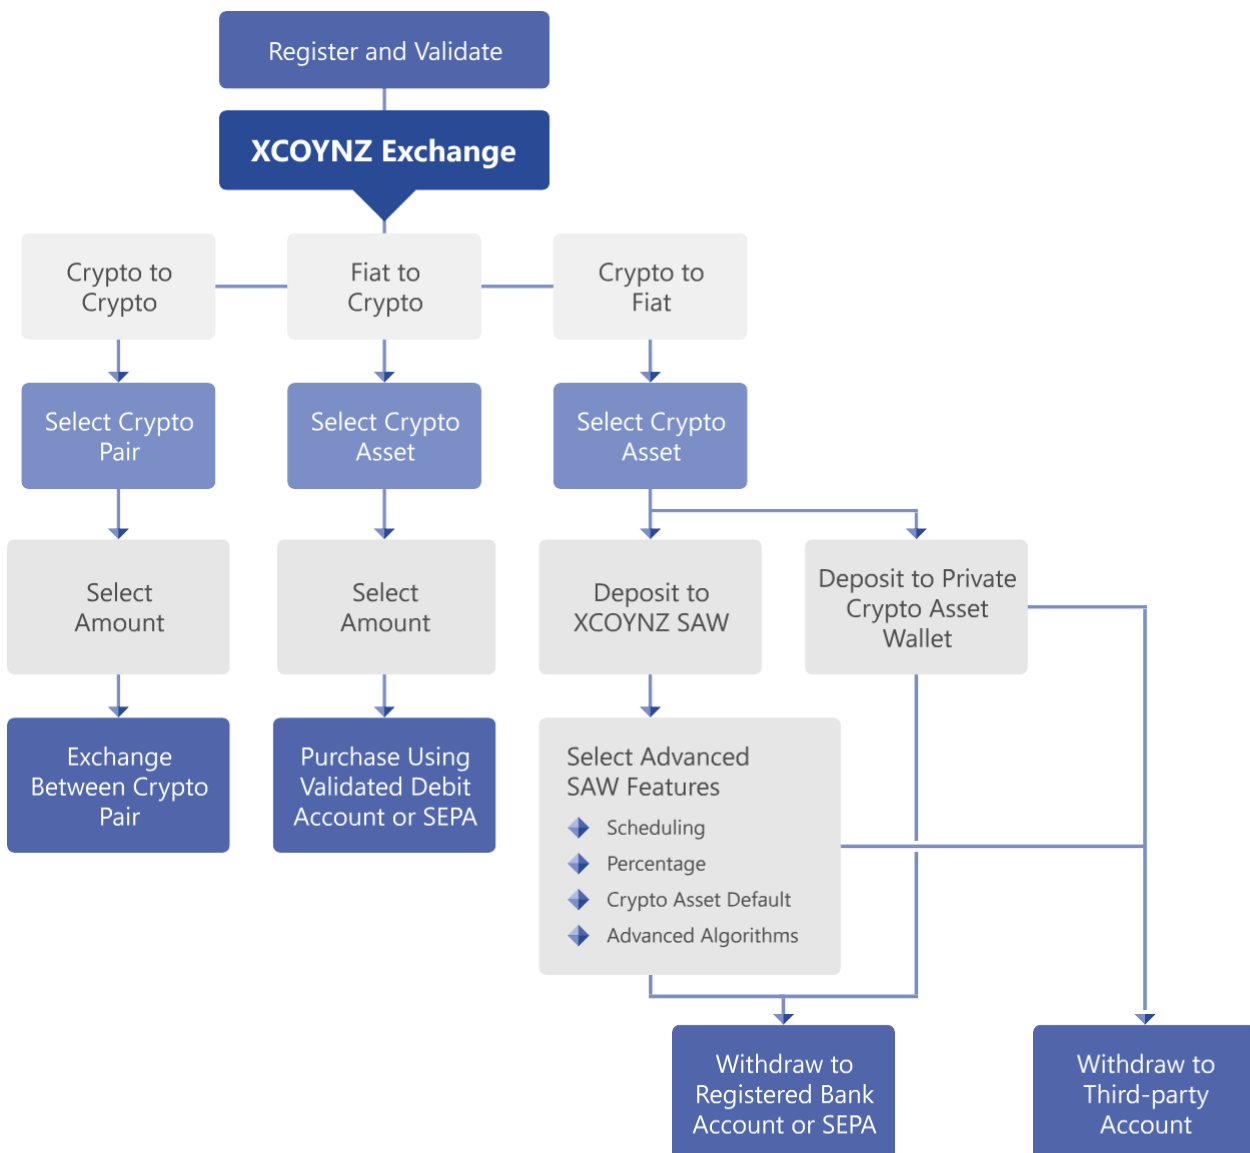 Register and Validate
XCOYNZ Exchange
Crypto to
Crypto
Fiat to
Crypto
Crypto to
Fiat
Select Crypto
Pair
Select Crypto
Asset
Select Crypto
Asset
Select
Amount
Select
Amount
Deposit to
XCOYNZ SAW
Deposit to Private
Crypto Asset
Wallet
Exchange
Between Crypto
Pair
Purchase Using
Validated Debit
Account or SEPA
Select Advanced
SAW Features
Scheduling
Percentage
Crypto Asset Default
Advanced Algorithms
Withdraw to
Registered Bank
Account or SEPA
Withdraw to
Third-party
Account